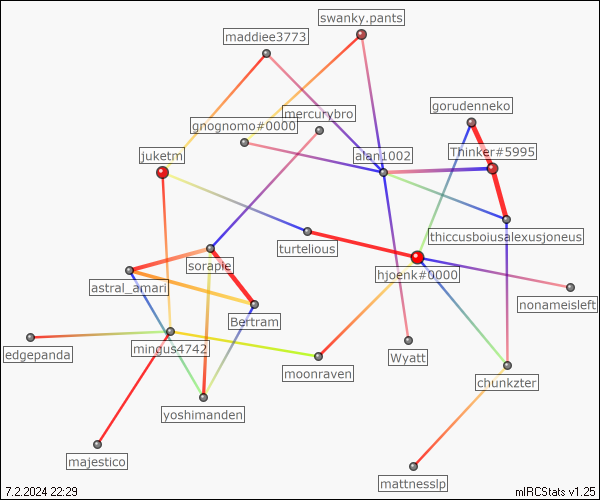 swanky.pants
maddiee3773
gorudenneko
mercurybro
gnognomo#0000
juketm
alan1002
Thinker#5995
thiccusboiusalexusjoneus
turtelious
sorapie
hjoenk#0000
astral_amari
nonameisleft
Bertram
edgepanda
mingus4742
Wyatt
moonraven
chunkzter
yoshimanden
majestico
mattnesslp
7.2.2024 22:29
mIRCStats v1.25